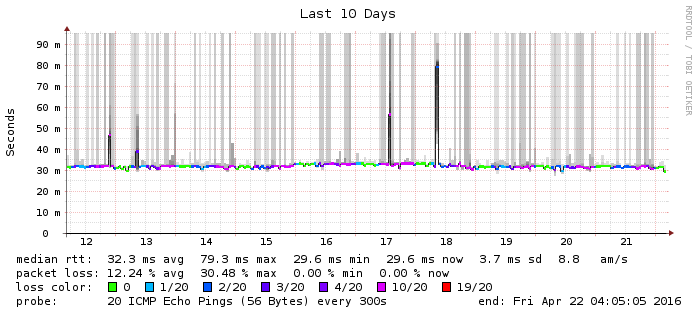 Last 10 Days
RRDTOOL / TOBI OETIKER
Seconds
90 m
80 m
70 m
60 m
50 m
40 m
30 m
20 m
10 m
0
12 13 14 15 16 17 18 19 20 21
median rtt: 32.3 ms avg 79.3 ms max 29.6 ms min 29.6 ms now 3.7 ms sd 8.8 am/s
packet loss: 12.24 % avg 30.48 % max 0.00 % min 0.00 % now
loss color: 0 1/20 2/20 3/20 4/20 10/20 19/20
probe: 20 ICMP Echo Pings (56 Bytes) every 300s end: Fri Apr 22 04:05:05 2016